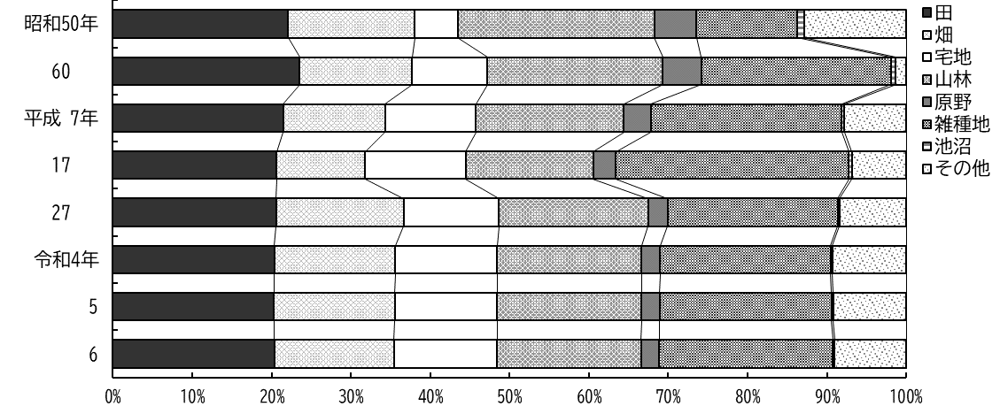 昭和50年
60
平成 7年
17
27
令和4年
5
6
0% 10% 20% 30% 40% 50% 60% 70% 80% 90% 100%
田
畑
宅地
山林
原野
雑種地
池沼
その他